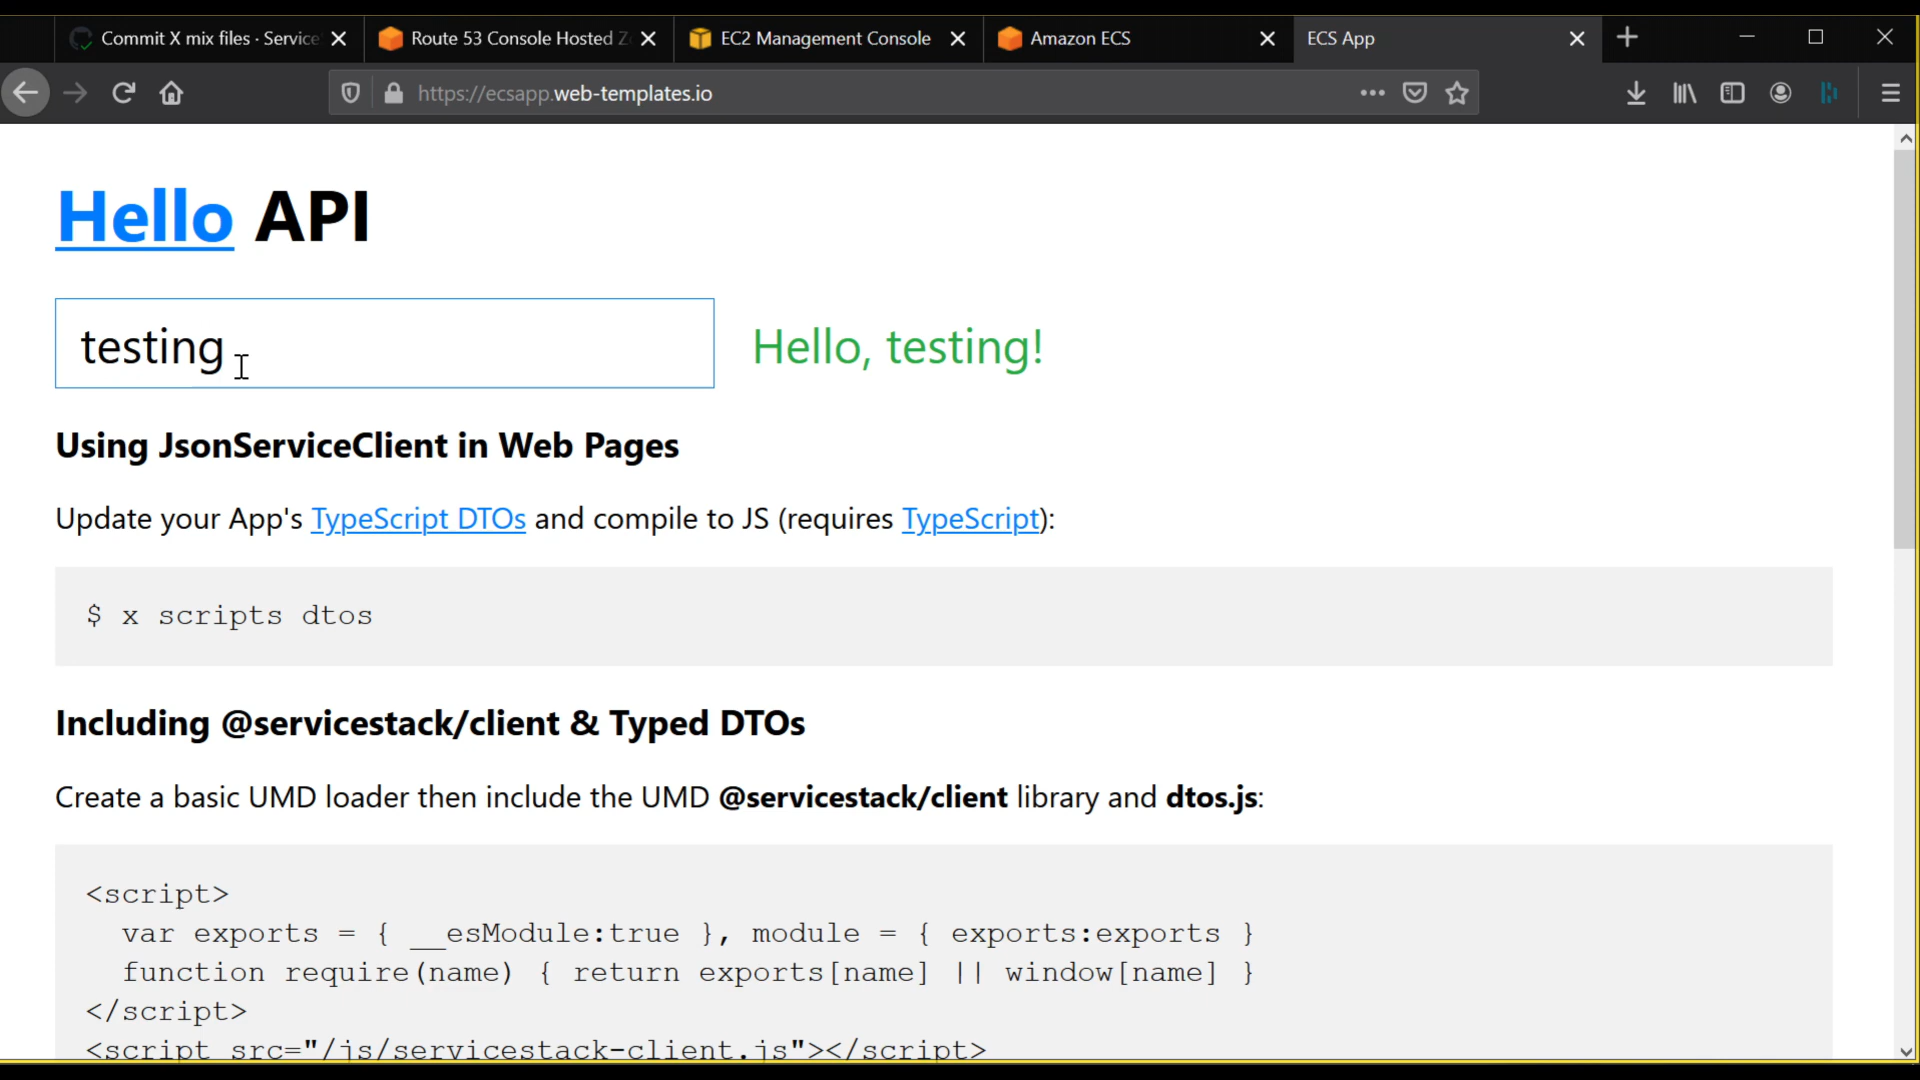 Commit X mix files · Service
Route 53 Console Hosted Z
EC2 Management Console
Amazon ECS
ECS App
https://ecsapp.web-templates.io
Hello API
testing
Hello, testing!
Using JsonServiceClient in Web Pages
Update your App's TypeScript DTOs and compile to JS (requires TypeScript):
$ x scripts dtos
Including @servicestack/client & Typed DTOs
Create a basic UMD loader then include the UMD @servicestack/client library and dtos.js:
<script>
var exports = { __esModule:true }, module = { exports:exports }
function require(name) { return exports[name] || window[name] }
</script>
<script src="/js/servicestack-client.js"></script>